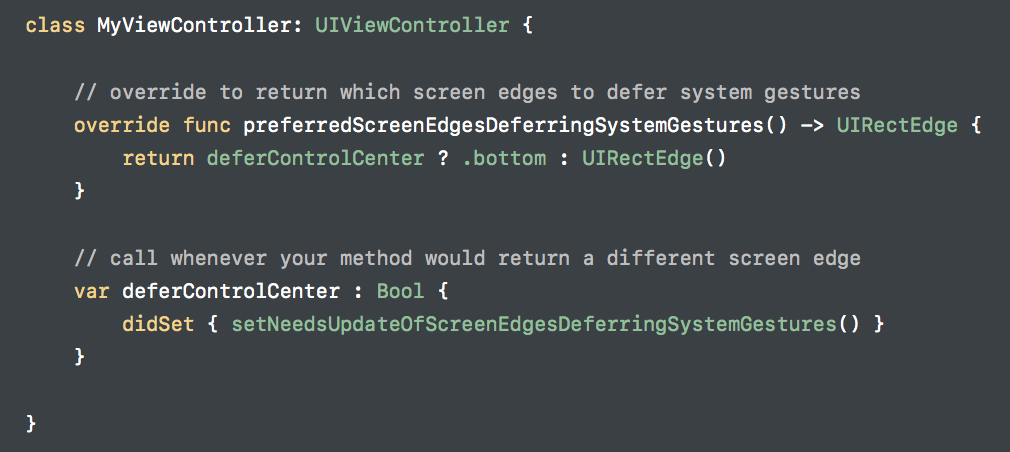 class MyViewController: UIViewController {
// override to return which screen edges to defer system gestures
override func preferredScreenEdgesDeferringSystemGestures() -> UIRectEdge {
return deferControlCenter ? .bottom : UIRectEdge()
}
// call whenever your method would return a different screen edge
var deferControlCenter : Bool {
didSet { setNeedsUpdateOfScreenEdgesDeferringSystemGestures() }
}
}